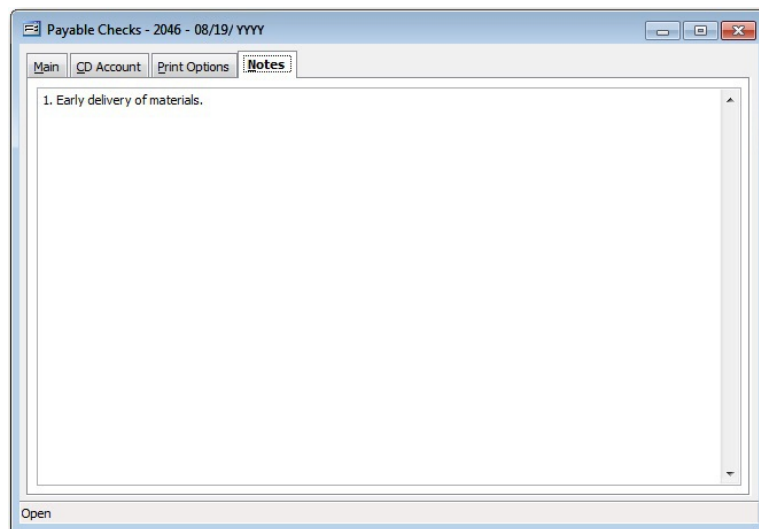 Payable Checks - 2046 - 08/19/ YYYY
Main CD Account Print Options Notes
1. Early delivery of materials.
Open